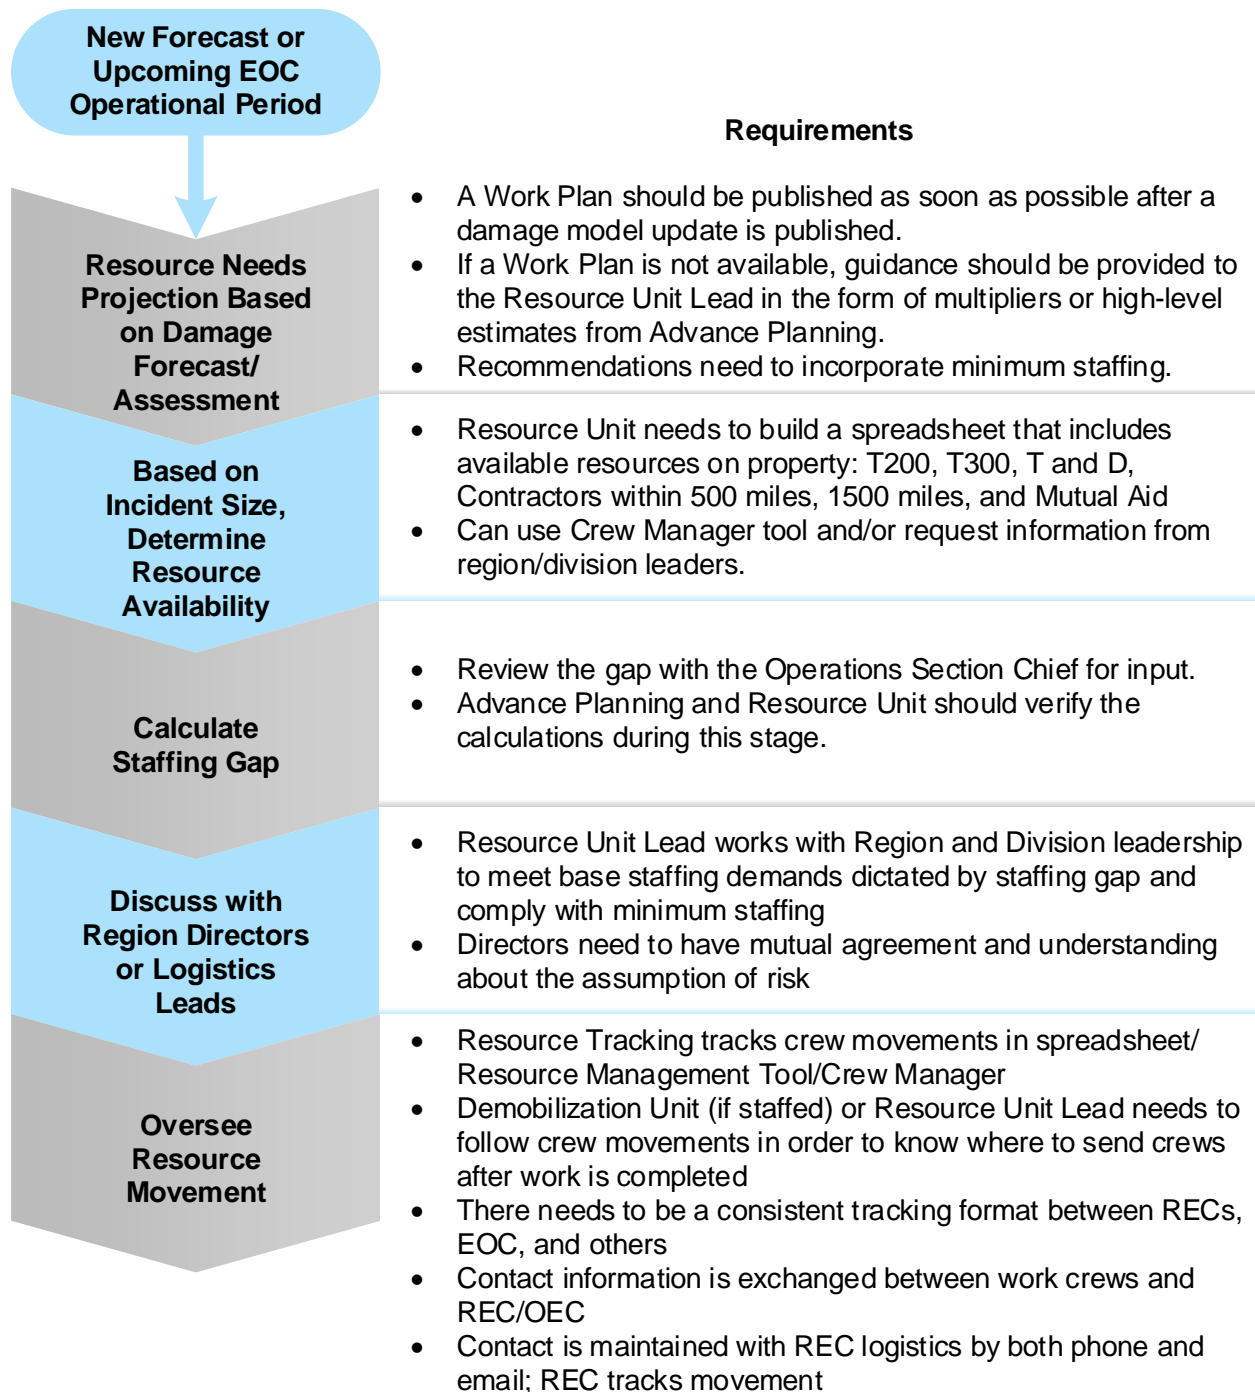 New Forecast or
Upcoming EOC
Operational Period
Requirements
Resource Needs
Projection Based
on Damage
Forecast/
Assessment
• A Work Plan should be published as soon as possible after a
damage model update is published.
• If a Work Plan is not available, guidance should be provided to
the Resource Unit Lead in the form of multipliers or high-level
estimates from Advance Planning.
• Recommendations need to incorporate minimum staffing.
Based on
Incident Size,
Determine
Resource
Availability
• Resource Unit needs to build a spreadsheet that includes
available resources on property: T200, T300, T and D,
Contractors within 500 miles, 1500 miles, and Mutual Aid
• Can use Crew Manager tool and/or request information from
region/division leaders.
Calculate
Staffing Gap
• Review the gap with the Operations Section Chief for input.
• Advance Planning and Resource Unit should verify the
calculations during this stage.
Discuss with
Region Directors
or Logistics
Leads
• Resource Unit Lead works with Region and Division leadership
to meet base staffing demands dictated by staffing gap and
comply with minimum staffing
• Directors need to have mutual agreement and understanding
about the assumption of risk
Oversee
Resource
Movement
• Resource Tracking tracks crew movements in spreadsheet/
Resource Management Tool/Crew Manager
• Demobilization Unit (if staffed) or Resource Unit Lead needs to
follow crew movements in order to know where to send crews
after work is completed
• There needs to be a consistent tracking format between RECs,
EOC, and others
• Contact information is exchanged between work crews and
REC/OEC
• Contact is maintained with REC logistics by both phone and
email; REC tracks movement